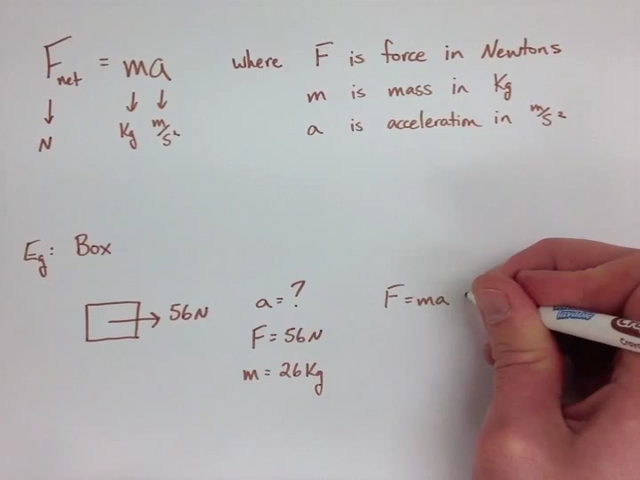 Fnet = ma where F is force in Newtons
m is mass in Kg
N Kg m/s² a is acceleration in m/s²
Eg: Box
56N
a = ?
F = 56N
m = 26Kg
F=ma